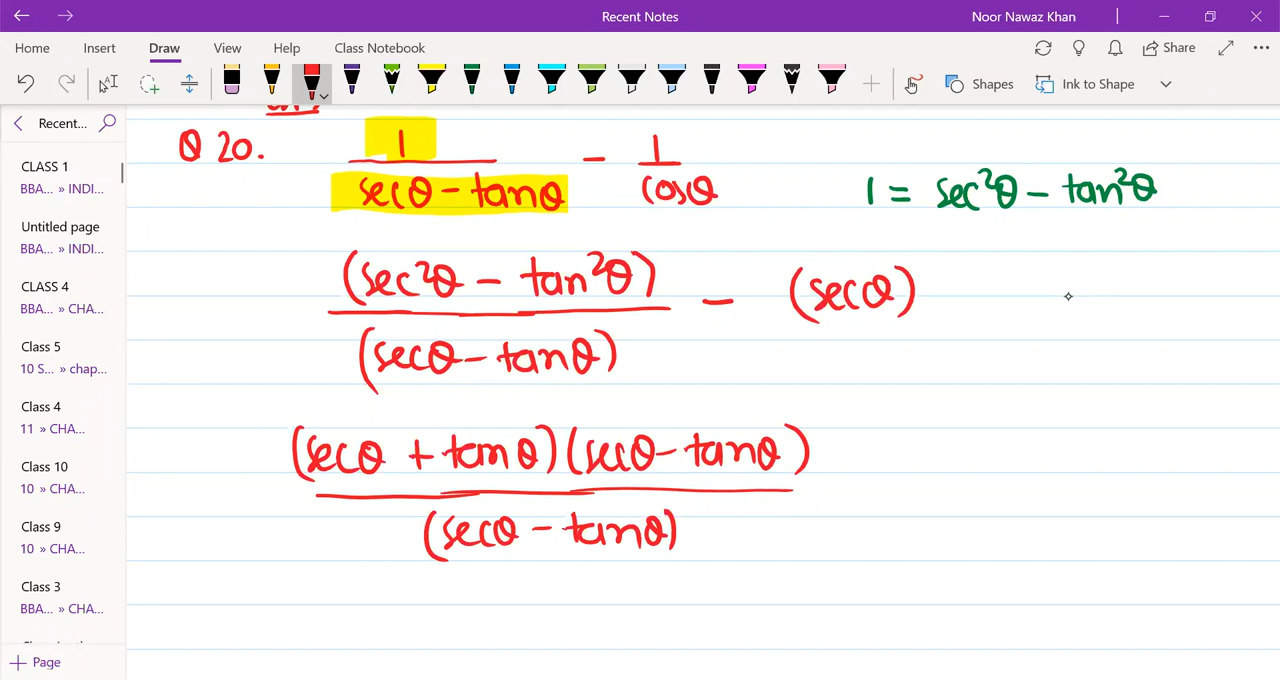 Recent Notes
Noor Nawaz Khan
Home Insert Draw View Help Class Notebook Share
Shapes Ink to Shape
Recent...
CLASS 1
BBA... » INDI...
Untitled page
BBA... » INDI...
CLASS 4
BBA... » CHA...
Class 5
10 S... » chap...
Class 4
11 » CHA...
Class 10
10 » CHA...
Class 9
10 » CHA...
Class 3
BBA... » CHA...
+ Page
Q 20.
1 / secθ - tanθ - 1 / cosθ
1 = sec²θ - tan²θ
(sec²θ - tan²θ) / (secθ - tanθ) - (secθ)
(secθ + tanθ)(secθ - tanθ) / (secθ - tanθ)